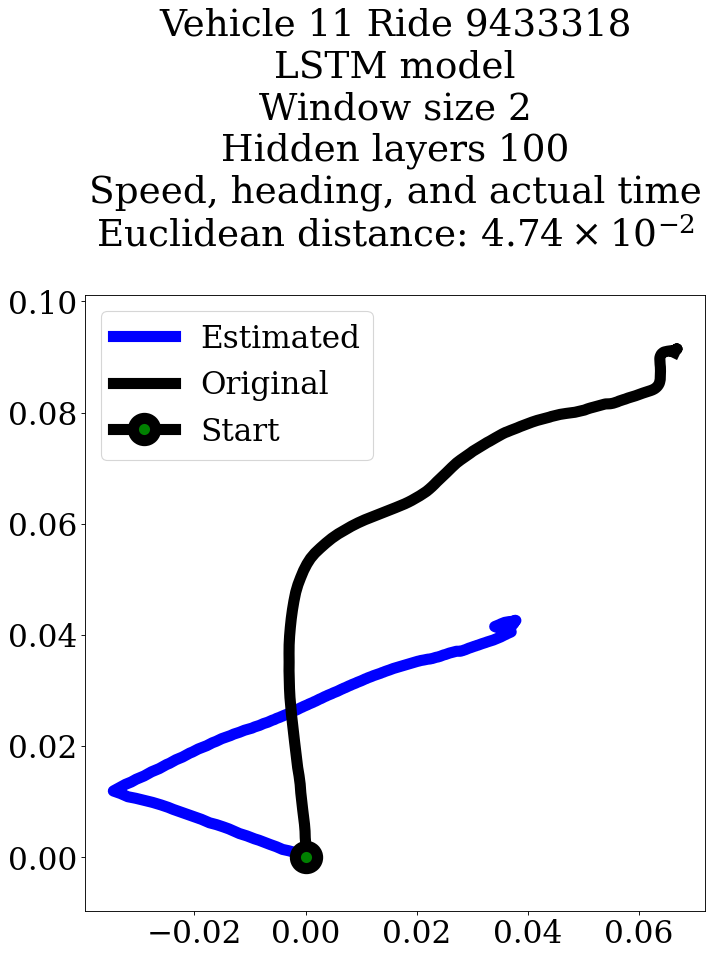 Vehicle 11 Ride 9433318
LSTM model
Window size 2
Hidden layers 100
Speed, heading, and actual time
Euclidean distance: 4.74 × 10⁻²
0.10
0.08
0.06
0.04
0.02
0.00
Estimated
Original
Start
−0.02 0.00 0.02 0.04 0.06